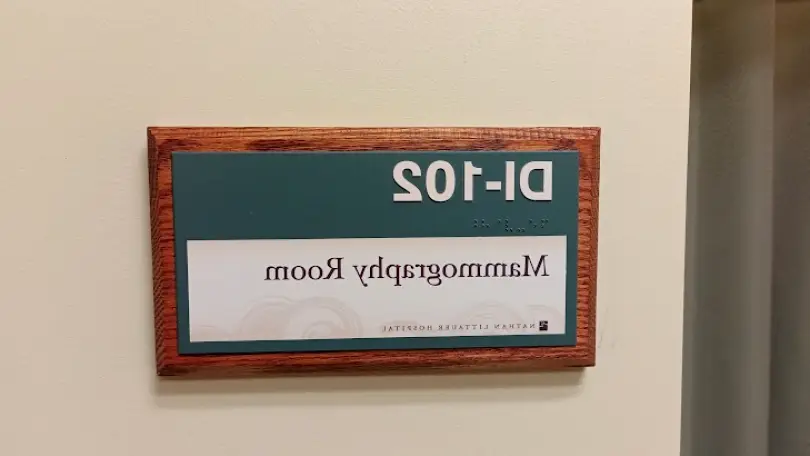 DI-102
Mammography Room
NATHAN LITTAUER HOSPITAL